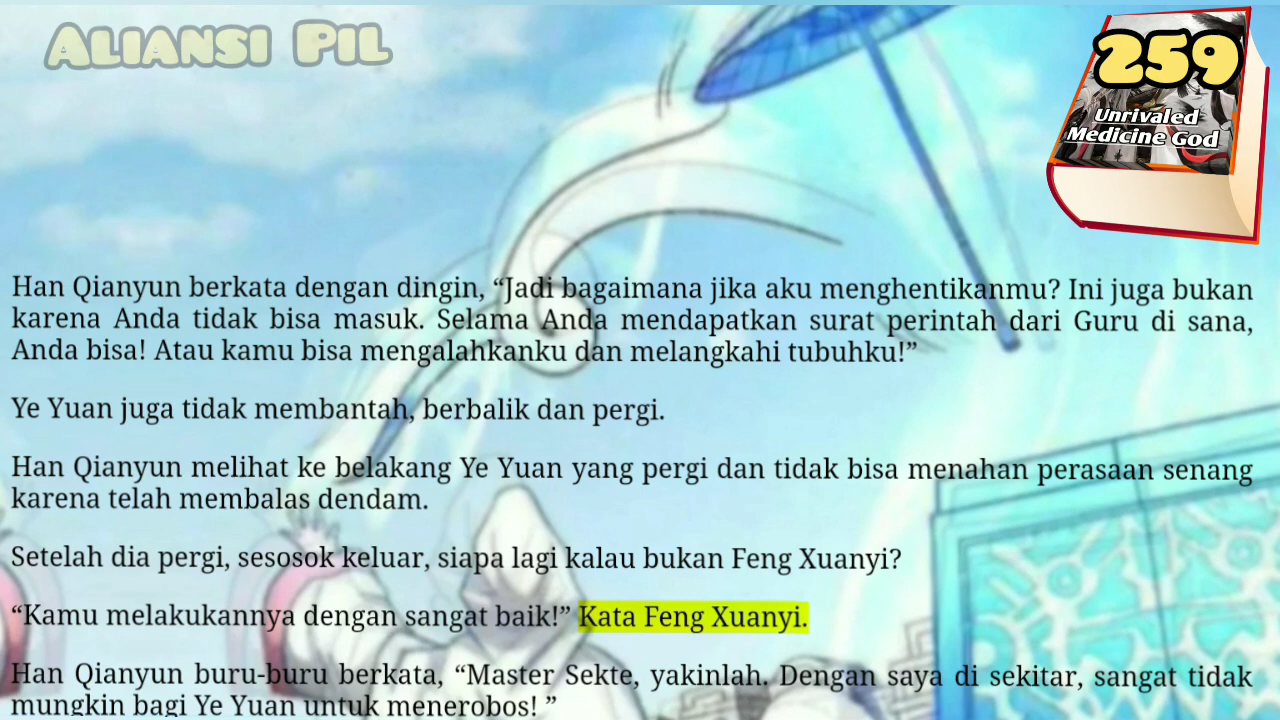 Aliansi Pil
259
Unrivaled
Medicine God
Han Qianyun berkata dengan dingin, “Jadi bagaimana jika aku menghentikanmu? Ini juga bukan
karena Anda tidak bisa masuk. Selama Anda mendapatkan surat perintah dari Guru di sana,
Anda bisa! Atau kamu bisa mengalahkanku dan melangkahi tubuhku!”
Ye Yuan juga tidak membantah, berbalik dan pergi.
Han Qianyun melihat ke belakang Ye Yuan yang pergi dan tidak bisa menahan perasaan senang
karena telah membalas dendam.
Setelah dia pergi, sesosok keluar, siapa lagi kalau bukan Feng Xuanyi?
“Kamu melakukannya dengan sangat baik!” Kata Feng Xuanyi.
Han Qianyun buru-buru berkata, “Master Sekte, yakinlah. Dengan saya di sekitar, sangat tidak
mungkin bagi Ye Yuan untuk menerobos! ”